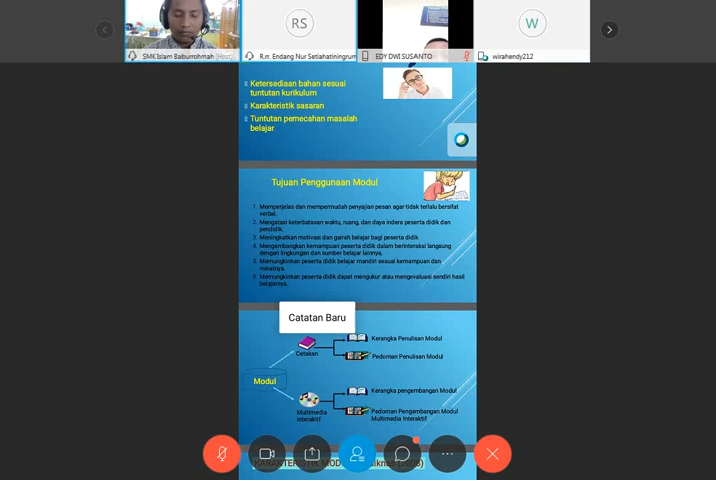 RS
W
SMK Islam Baiburrohmah (Host)
R.rr. Endang Nur Setiahatiningrum
EDY DWI SUSANTO
wirahendy212
Ketersediaan bahan sesuai
tuntutan kurikulum
Karakteristik sasaran
Tuntutan pemecahan masalah
belajar
Tujuan Penggunaan Modul
1. Memperjelas dan mempermudah penyajian pesan agar tidak terlalu bersifat
verbal.
2. Mengatasi keterbatasan waktu, ruang, dan daya indera peserta didik dan
pendidik.
3. Meningkatkan motivasi dan gairah belajar bagi peserta didik
4. Mengembangkan kemampuan peserta didik dalam berinteraksi langsung
dengan lingkungan dan sumber belajar lainnya,
5. Memungkinkan peserta didik belajar mandiri sesuai kemampuan dan
minatnya.
6. Memungkinkan peserta didik dapat mengukur atau mengevaluasi sendiri hasil
belajarnya.
Catatan Baru
Kerangka Penulisan Modul
Cetakan
Pedoman Penulisan Modul
Modul
Kerangka pengembangan Modul
Multimedia
Interaktif
Pedoman Pengembangan Modul
Multimedia Interaktif
KARAKTERISTIK